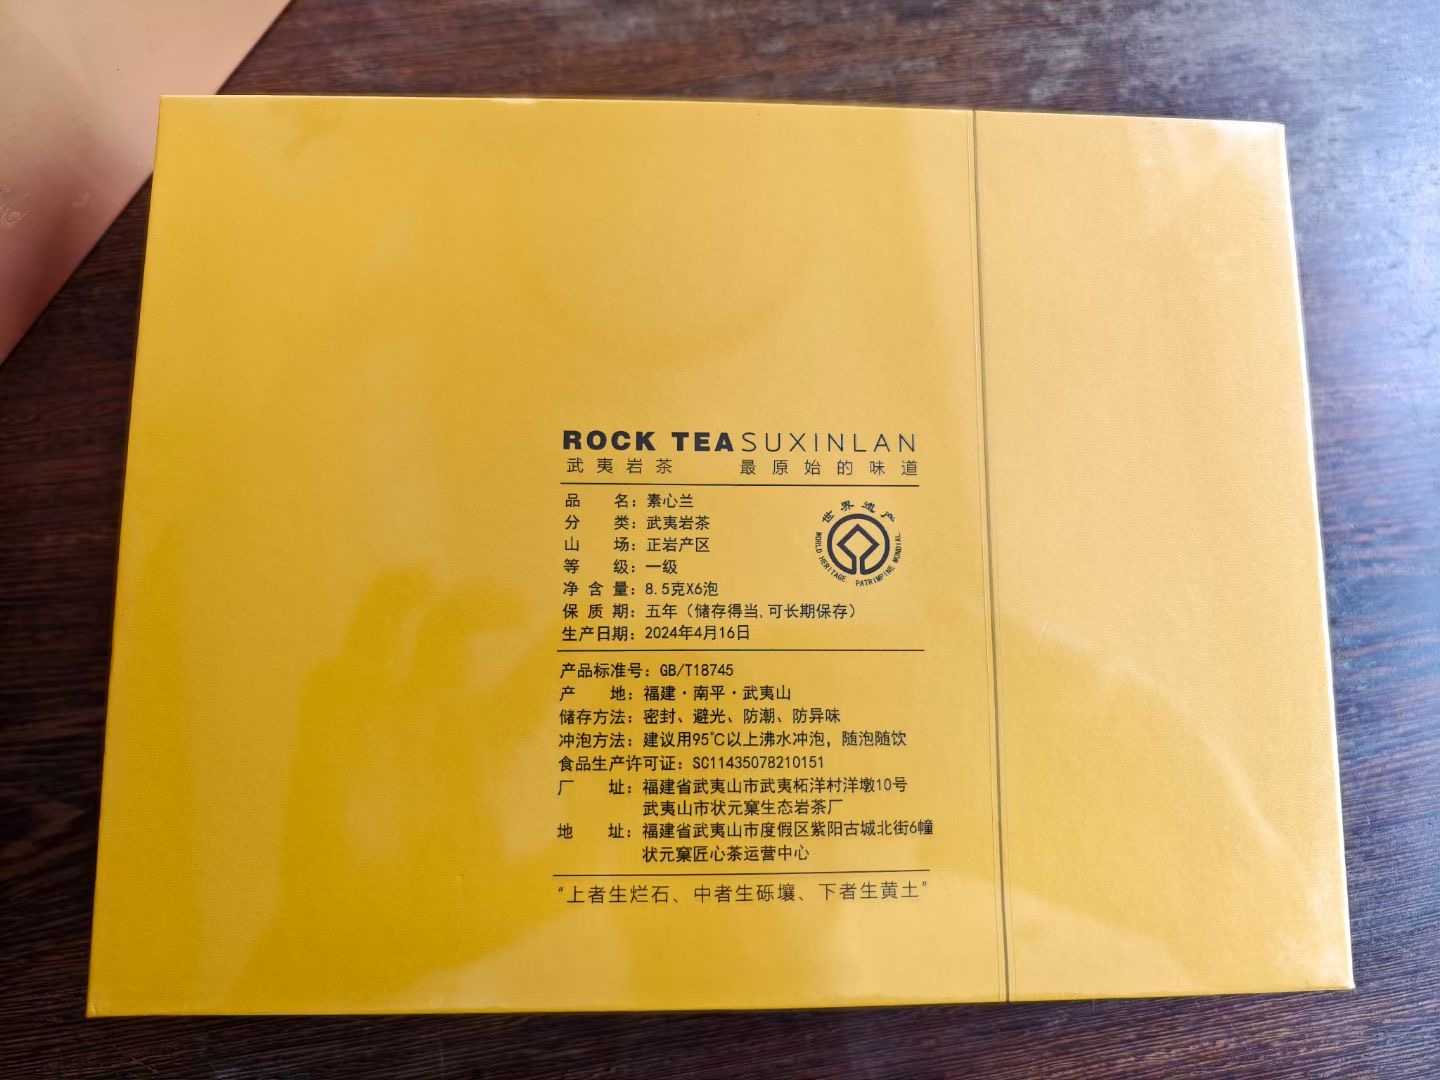 ROCK TEA SUXINLAN
武夷岩茶 最原始的味道
品 名：素心兰
分 类：武夷岩茶
山 场：正岩产区
等 级：一级
净含量：8.5克X6泡
保质期：五年（储存得当,可长期保存）
生产日期：2024年4月16日
世界遗产
WORLD HERITAGE PATRIMOINE MONDIAL
产品标准号：GB/T18745
产 地：福建·南平·武夷山
储存方法：密封、避光、防潮、防异味
冲泡方法：建议用95℃以上沸水冲泡，随泡随饮
食品生产许可证：SC11435078210151
厂 址：福建省武夷山市武夷柘洋村洋墩10号
武夷山市状元窠生态岩茶厂
地 址：福建省武夷山市度假区紫阳古城北街6幢
状元窠匠心茶运营中心
“上者生烂石、中者生砾壤、下者生黄土”